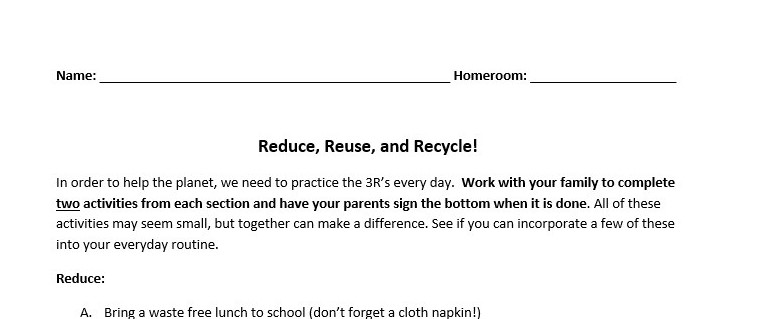 Name: ______________________________________________ Homeroom: ____________________
Reduce, Reuse, and Recycle!
In order to help the planet, we need to practice the 3R's every day.  Work with your family to complete
two activities from each section and have your parents sign the bottom when it is done. All of these
activities may seem small, but together can make a difference. See if you can incorporate a few of these
into your everyday routine.
Reduce:
A. Bring a waste free lunch to school (don't forget a cloth napkin!)